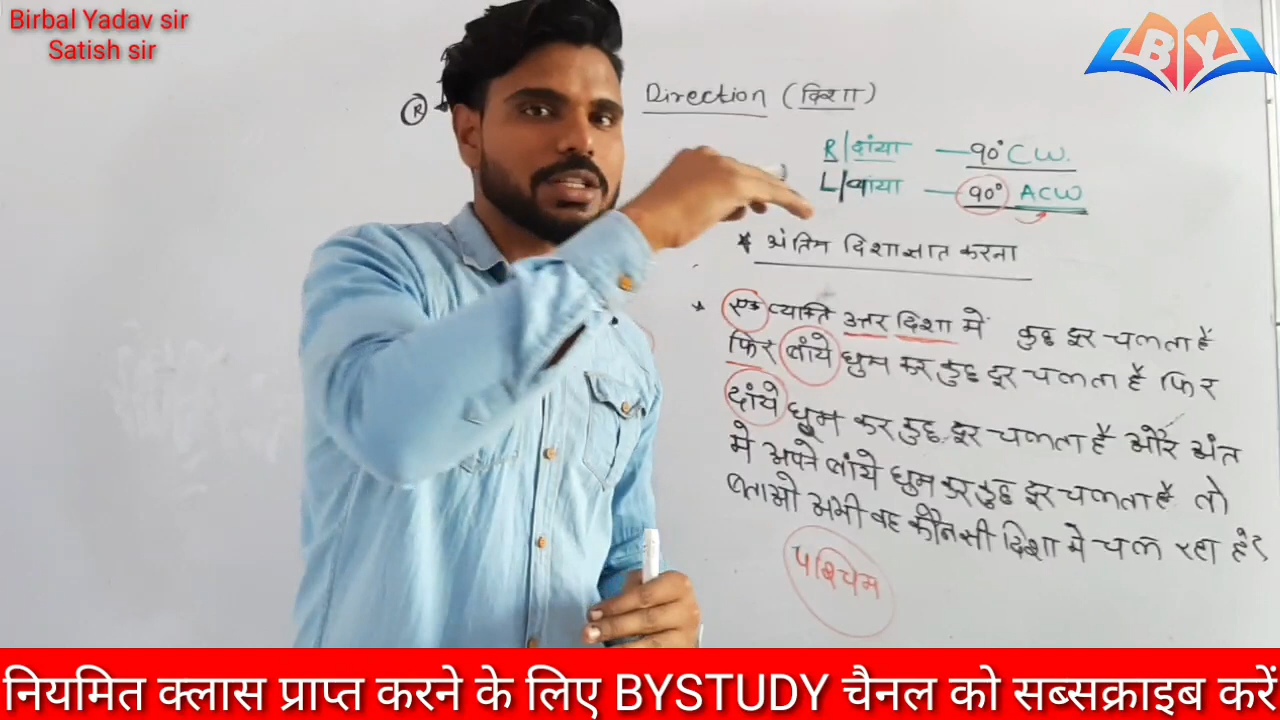 Birbal Yadav sir
Satish sir
BY
R
Direction (दिशा)
R/दांया — 90° CW.
L/बांया — 90° ACW
* अंतिम दिशा ज्ञात करना
* एक व्यक्ति उत्तर दिशा में कुछ दूर चलता है
फिर बांये घुम कर कुछ दूर चलता है फिर
दांये घुम कर कुछ दूर चलता है और अंत
मे अपने बांये घुम कर कुछ दूर चलता है तो
बताओ अभी वह कौनसी दिशा मे चल रहा है?
पश्चिम
नियमित क्लास प्राप्त करने के लिए BYSTUDY चैनल को सब्सक्राइब करें